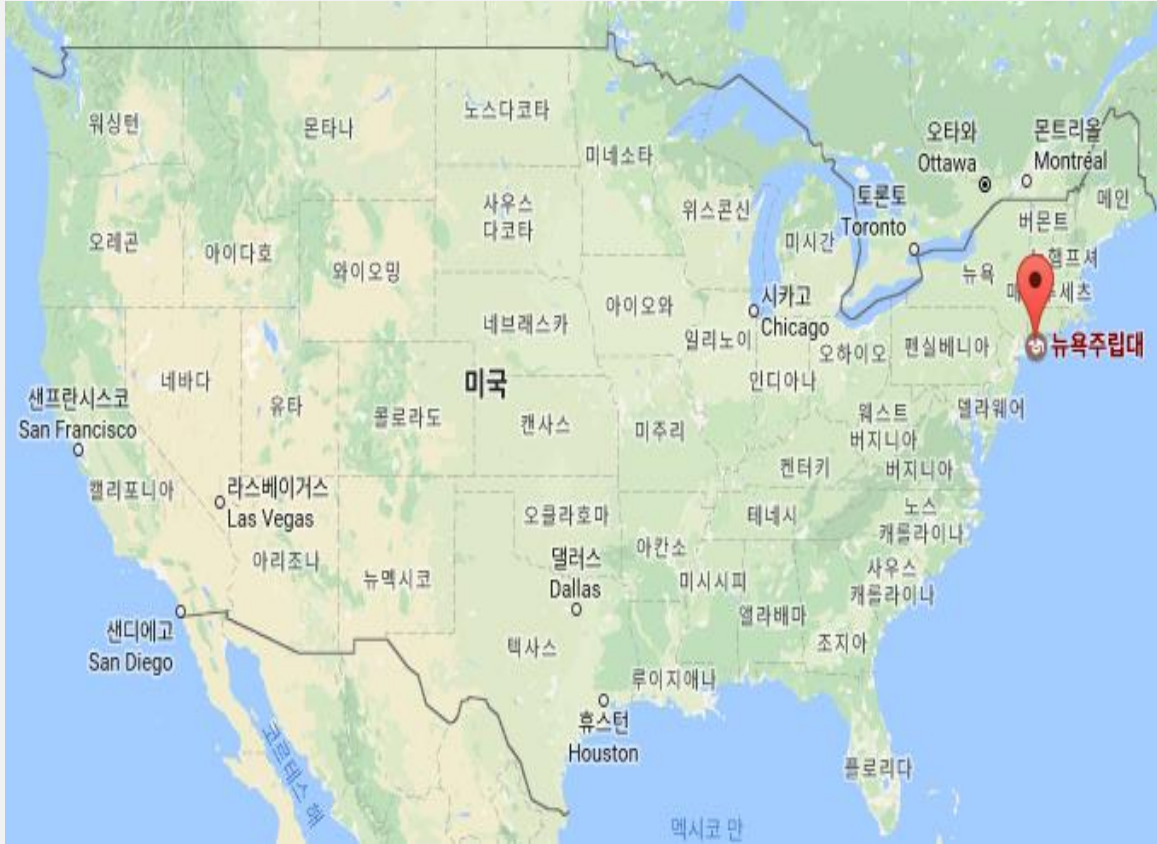 워싱턴
몬타나
노스다코타
미네소타
오타와
Ottawa
몬트리올
Montréal
메인
버몬트
햄프셔
토론토
Toronto
위스콘신
미시간
뉴욕
세츠
오레곤
아이다호
와이오밍
사우스
다코타
아이오와
시카고
Chicago
네브래스카
일리노이
오하이오
펜실베니아
뉴욕주립대
인디아나
네바다
유타
콜로라도
미국
캔사스
미주리
웨스트
버지니아
델라웨어
샌프란시스코
San Francisco
켄터키
버지니아
캘리포니아
라스베이거스
Las Vegas
오클라호마
테네시
노스
캐롤라이나
아리조나
뉴멕시코
댈러스
Dallas
아칸소
미시시피
앨라배마
사우스
캐롤라이나
조지아
샌디에고
San Diego
텍사스
루이지애나
휴스턴
Houston
플로리다
코르테스 해
멕시코 만